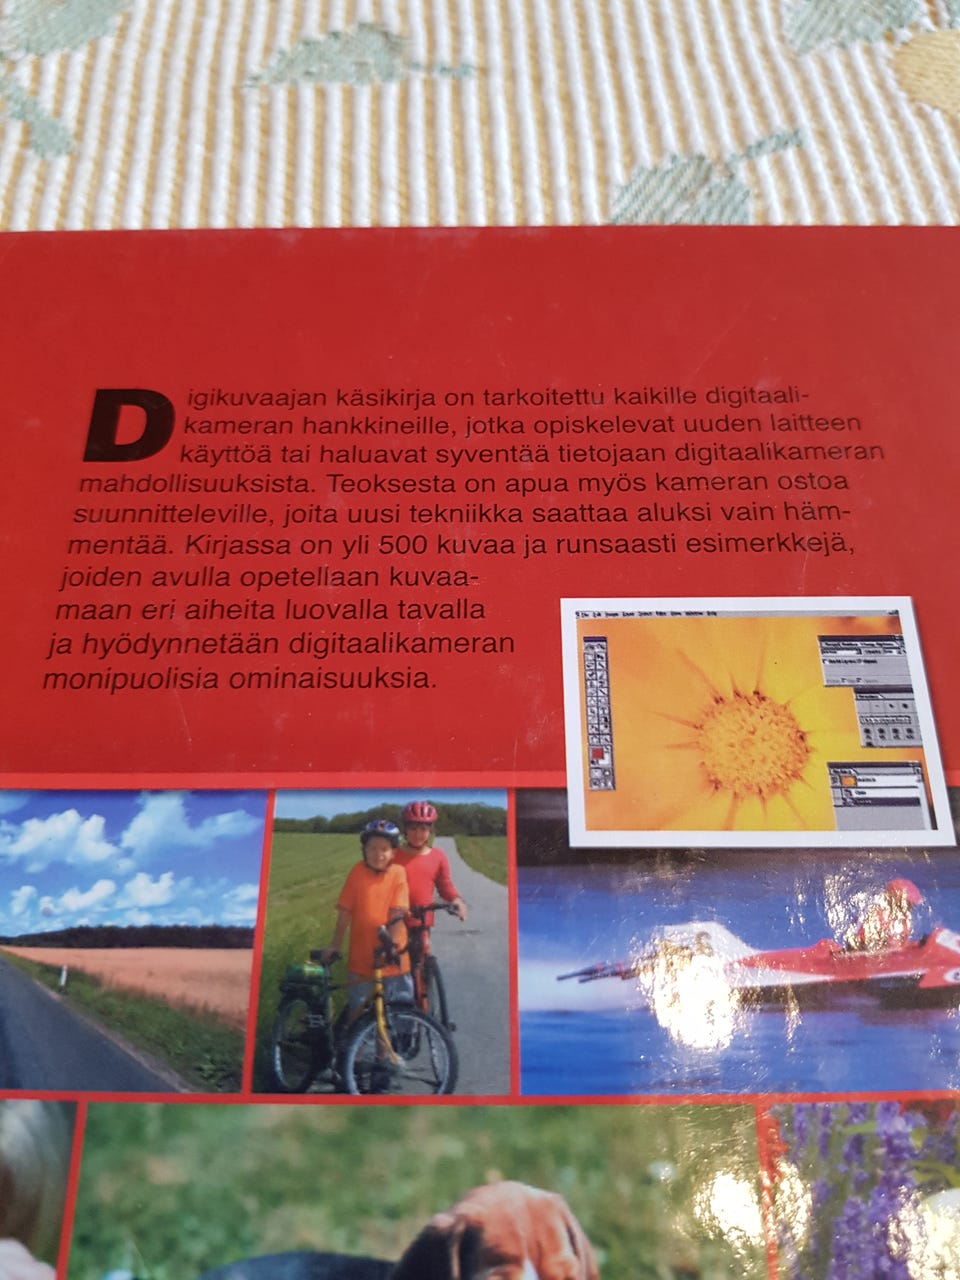 Digikuvaajan käsikirja on tarkoitettu kaikille digitaali-
kameran hankkineille, jotka opiskelevat uuden laitteen
käyttöä tai haluavat syventää tietojaan digitaalikameran
mahdollisuuksista. Teoksesta on apua myös kameran ostoa
suunnitteleville, joita uusi tekniikka saattaa aluksi vain häm-
mentää. Kirjassa on yli 500 kuvaa ja runsaasti esimerkkejä,
joiden avulla opetellaan kuvaa-
maan eri aiheita luovalla tavalla
ja hyödynnetään digitaalikameran
monipuolisia ominaisuuksia.